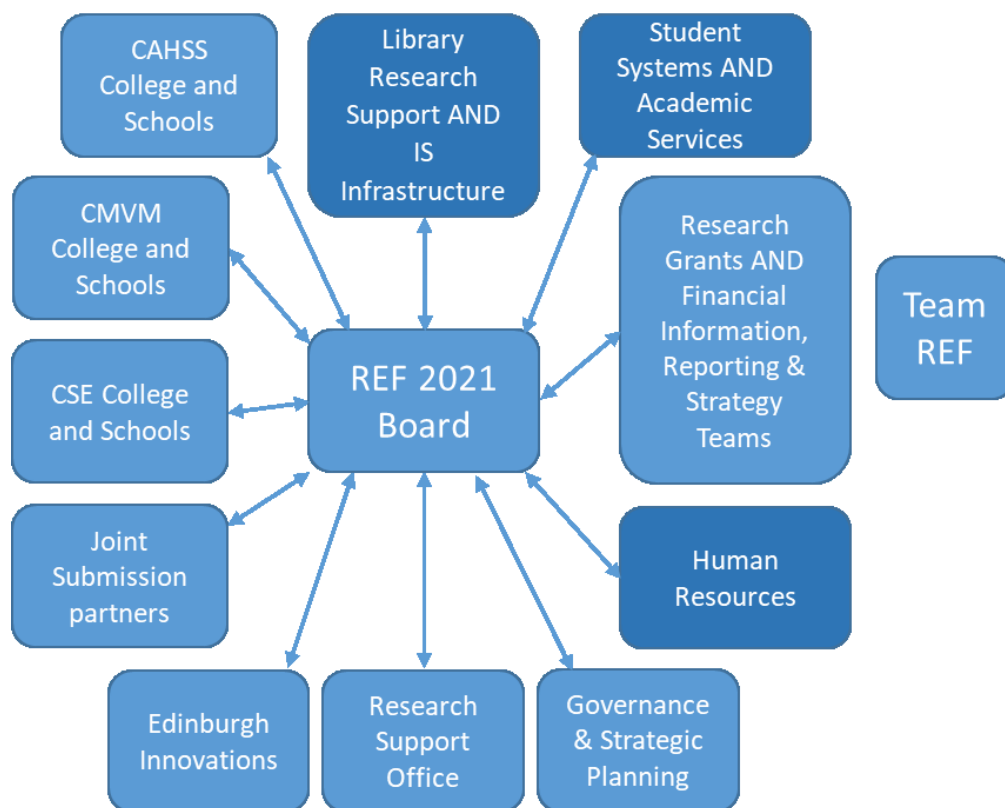 CAHSS
College and
Schools
Library
Research
Support AND
IS
Infrastructure
Student
Systems AND
Academic
Services
CMVM
College and
Schools
Research
Grants AND
Financial
Information,
Reporting &
Strategy
Teams
Team
REF
CSE College
and Schools
REF 2021
Board
Joint
Submission
partners
Human
Resources
Edinburgh
Innovations
Research
Support
Office
Governance
& Strategic
Planning